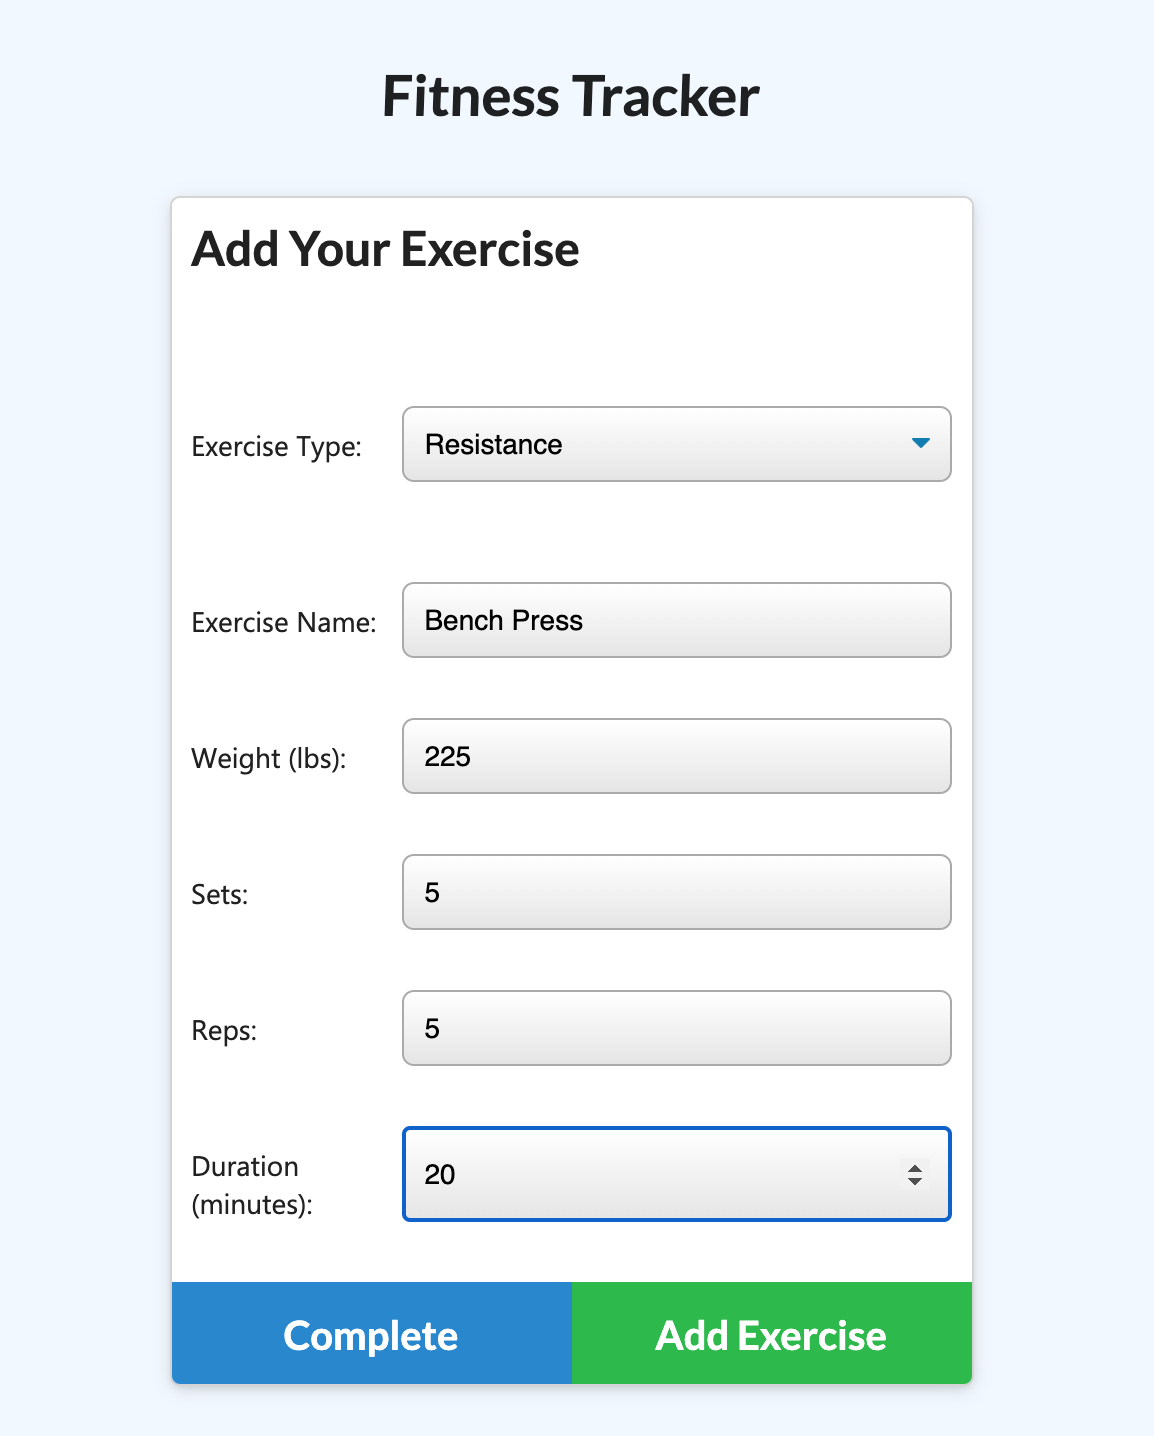 Fitness Tracker
Add Your Exercise
Exercise Type: Resistance
Exercise Name: Bench Press
Weight (lbs): 225
Sets: 5
Reps: 5
Duration
(minutes): 20
Complete Add Exercise